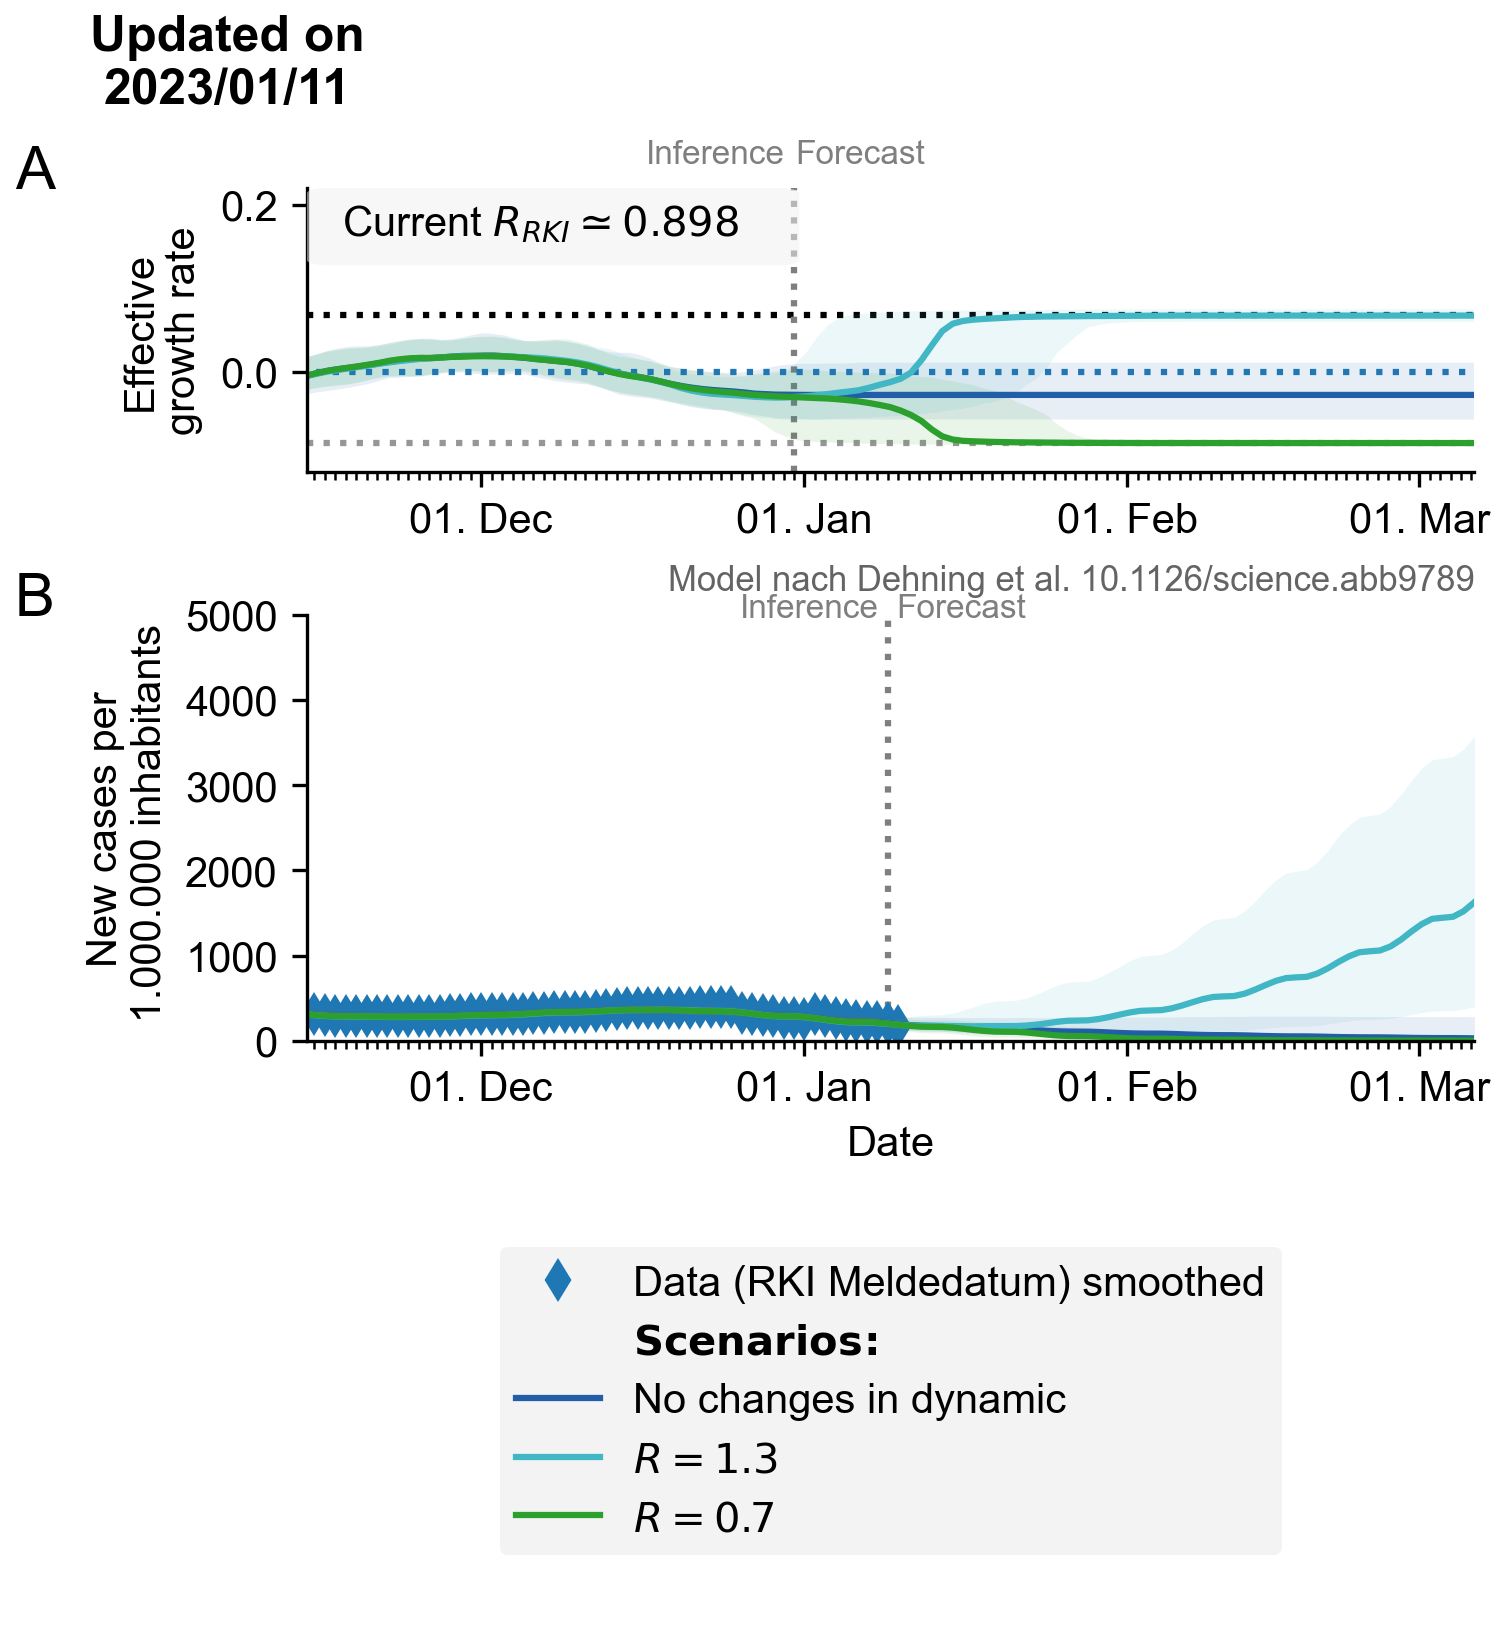 Updated on
2023/01/11
A
Inference Forecast
0.2
0.0
Current R_RKI ≃ 0.898
Effective
growth rate
01. Dec 01. Jan 01. Feb 01. Mar
Model nach Dehning et al. 10.1126/science.abb9789
B
Inference Forecast
5000
4000
3000
2000
1000
0
New cases per
1.000.000 inhabitants
01. Dec 01. Jan 01. Feb 01. Mar
Date
Data (RKI Meldedatum) smoothed
Scenarios:
No changes in dynamic
R = 1.3
R = 0.7